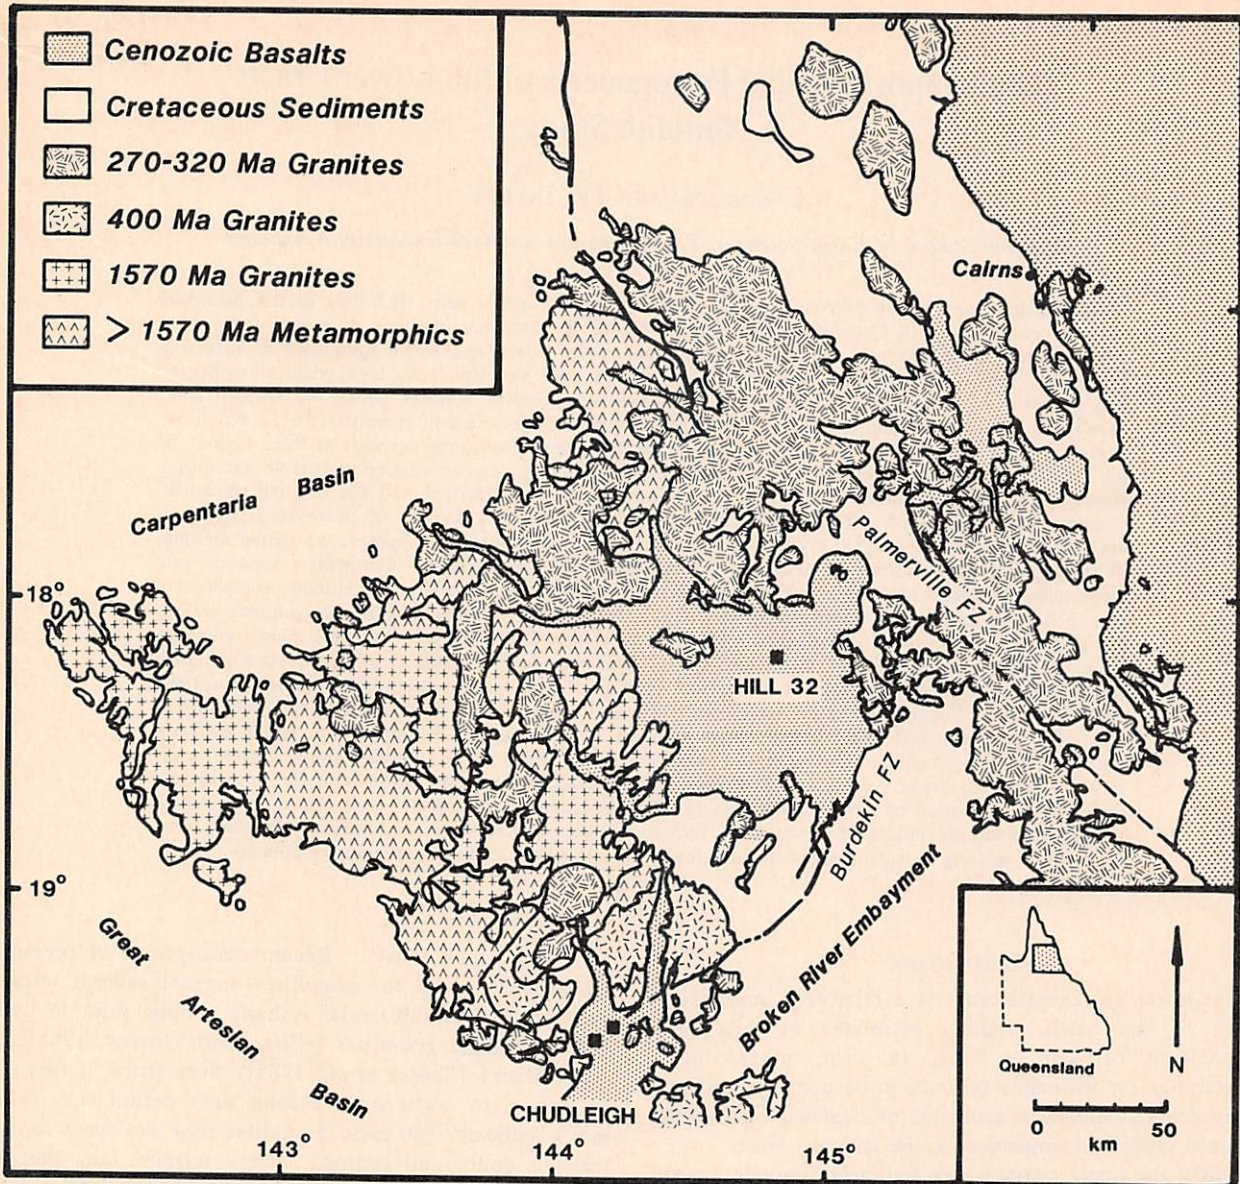 Cenozoic Basalts
Cretaceous Sediments
270-320 Ma Granites
400 Ma Granites
1570 Ma Granites
> 1570 Ma Metamorphics
Cairns
Carpentaria Basin
Palmerville FZ
18°
HILL 32
Burdekin FZ
19°
Broken River Embayment
Great
Artesian
Basin
CHUDLEIGH
Queensland
N
0 50
km
143°
144°
145°